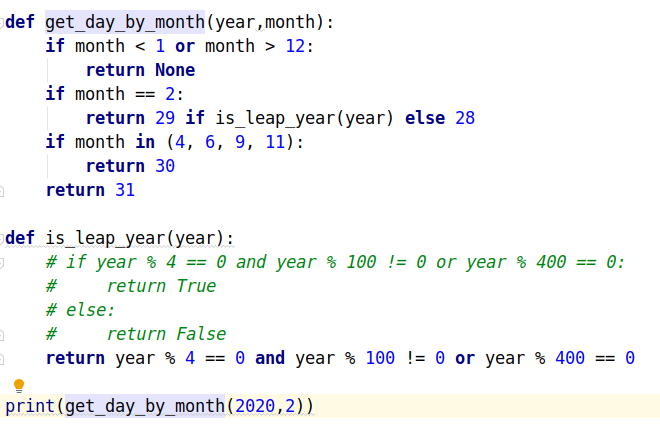 def get_day_by_month(year,month):
    if month < 1 or month > 12:
        return None
    if month == 2:
        return 29 if is_leap_year(year) else 28
    if month in (4, 6, 9, 11):
        return 30
    return 31
def is_leap_year(year):
    # if year % 4 == 0 and year % 100 != 0 or year % 400 == 0:
    #     return True
    # else:
    #     return False
    return year % 4 == 0 and year % 100 != 0 or year % 400 == 0
print(get_day_by_month(2020,2))